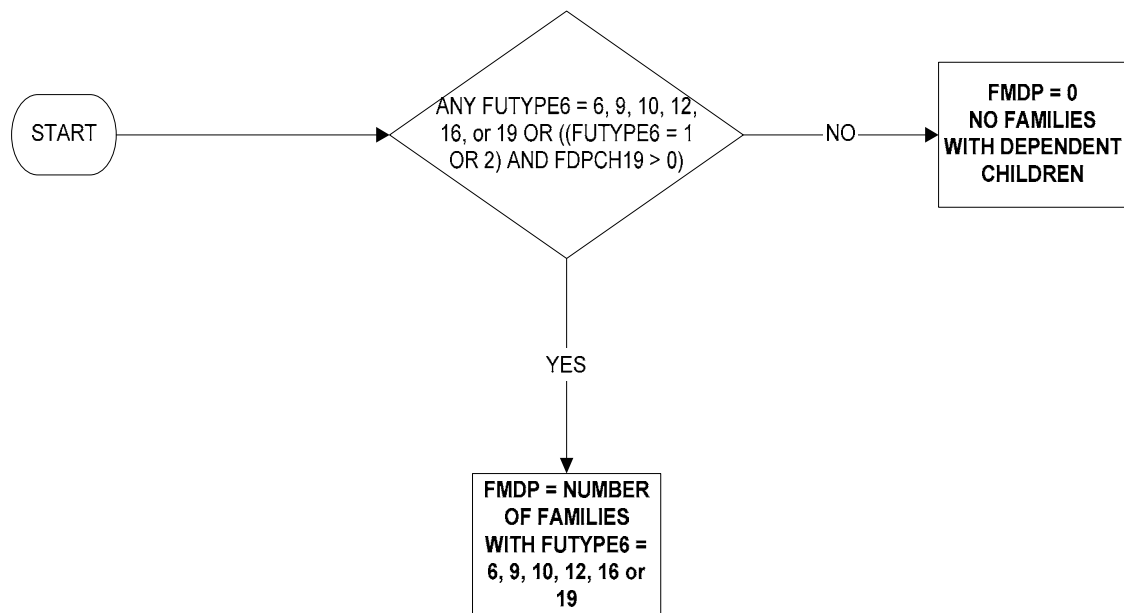 START
ANY FUTYPE6 = 6, 9, 10, 12,
16, or 19 OR ((FUTYPE6 = 1
OR 2) AND FDPCH19 > 0)
NO
FMDP = 0
NO FAMILIES
WITH DEPENDENT
CHILDREN
YES
FMDP = NUMBER
OF FAMILIES
WITH FUTYPE6 =
6, 9, 10, 12, 16 or
19